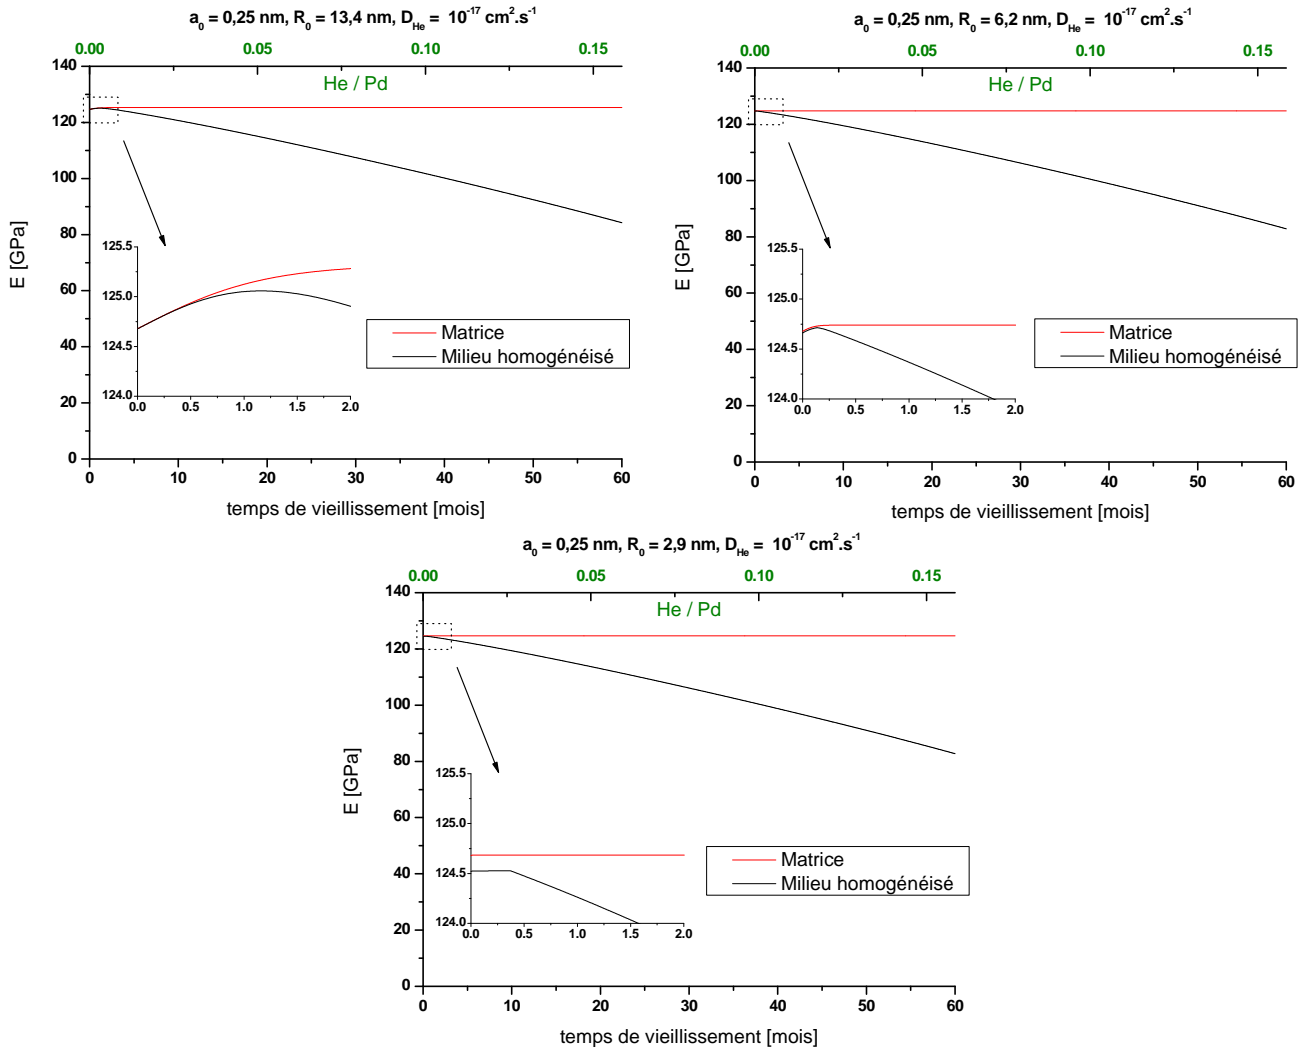 a₀ = 0,25 nm, R₀ = 13,4 nm, D_He = 10⁻¹⁷ cm².s⁻¹
0.00 0.05 0.10 0.15
He / Pd
140
120
100
80
60
40
20
0
E [GPa]
125.5
125.0
124.5
124.0
0.0 0.5 1.0 1.5 2.0
Matrice
Milieu homogénéisé
0 10 20 30 40 50 60
temps de vieillissement [mois]
a₀ = 0,25 nm, R₀ = 6,2 nm, D_He = 10⁻¹⁷ cm².s⁻¹
0.00 0.05 0.10 0.15
He / Pd
140
120
100
80
60
40
20
0
E [GPa]
125.5
125.0
124.5
124.0
0.0 0.5 1.0 1.5 2.0
Matrice
Milieu homogénéisé
0 10 20 30 40 50 60
temps de vieillissement [mois]
a₀ = 0,25 nm, R₀ = 2,9 nm, D_He = 10⁻¹⁷ cm².s⁻¹
0.00 0.05 0.10 0.15
He / Pd
140
120
100
80
60
40
20
0
E [GPa]
125.5
125.0
124.5
124.0
0.0 0.5 1.0 1.5 2.0
Matrice
Milieu homogénéisé
0 10 20 30 40 50 60
temps de vieillissement [mois]